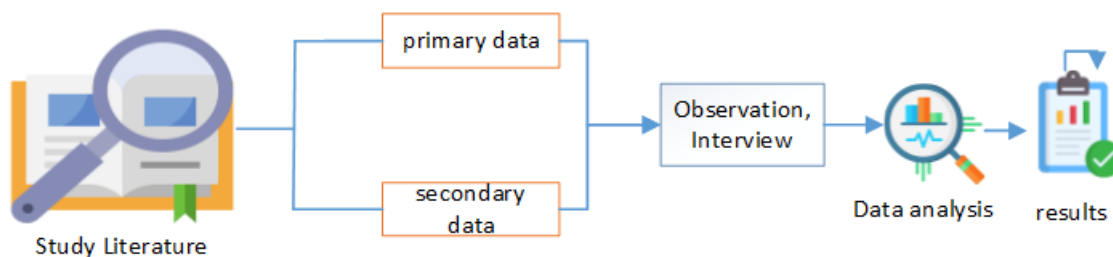 primary data
Observation,
Interview
secondary
data
Study Literature
Data analysis
results